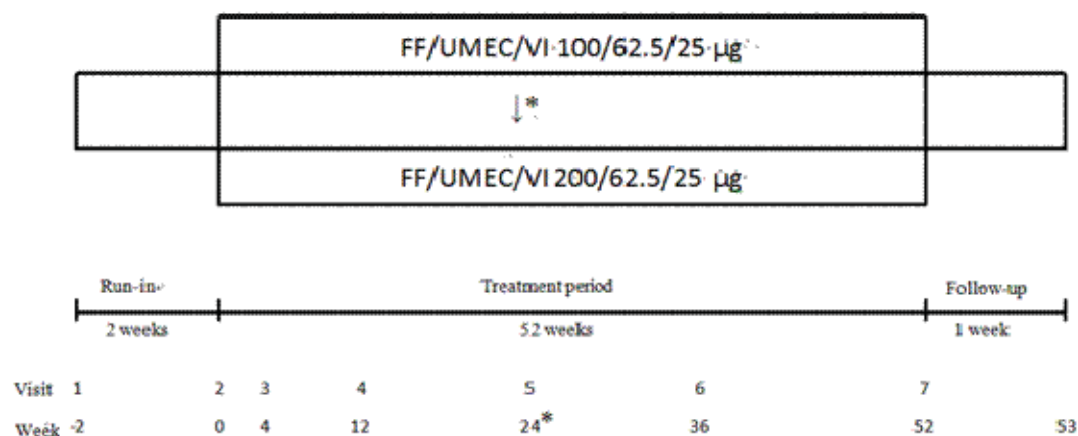 FF/UMEC/VI 100/62.5/25 µg
↓*
FF/UMEC/VI 200/62.5/25 µg
Run-in Treatment period Follow-up
2 weeks 52 weeks 1 week
Visit 1 2 3 4 5 6 7
Week -2 0 4 12 24* 36 52 53